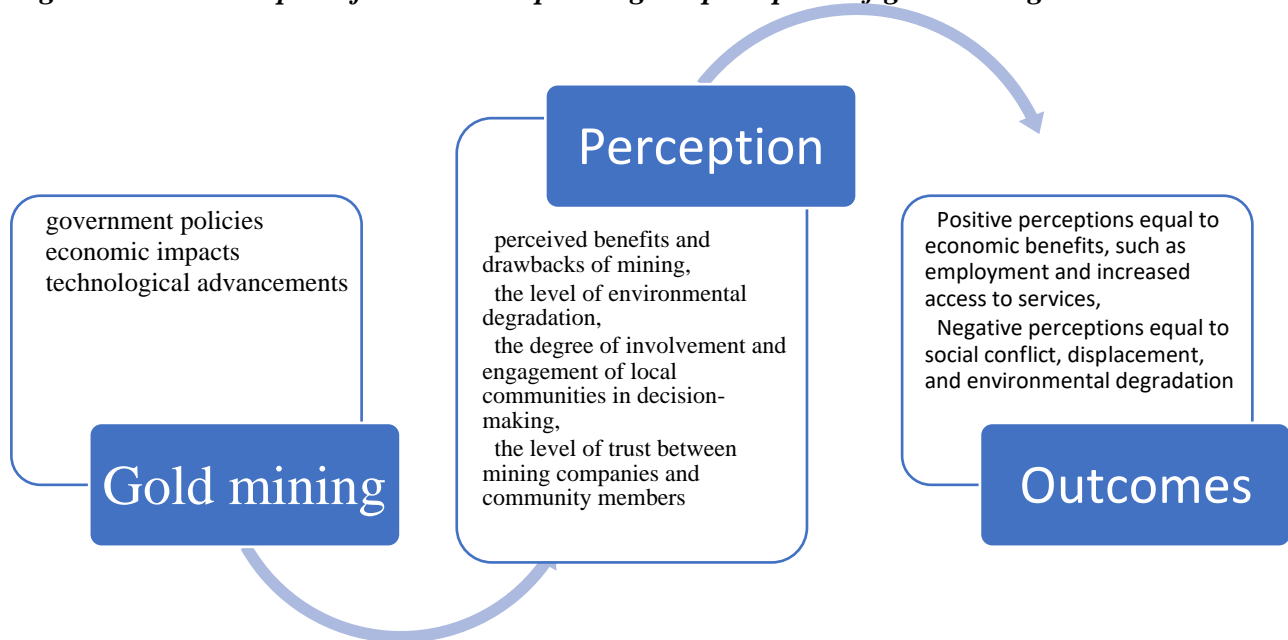 Perception
government policies
economic impacts
technological advancements
Gold mining
perceived benefits and
drawbacks of mining,
the level of environmental
degradation,
the degree of involvement and
engagement of local
communities in decision-
making,
the level of trust between
mining companies and
community members
Positive perceptions equal to
economic benefits, such as
employment and increased
access to services,
Negative perceptions equal to
social conflict, displacement,
and environmental degradation
Outcomes